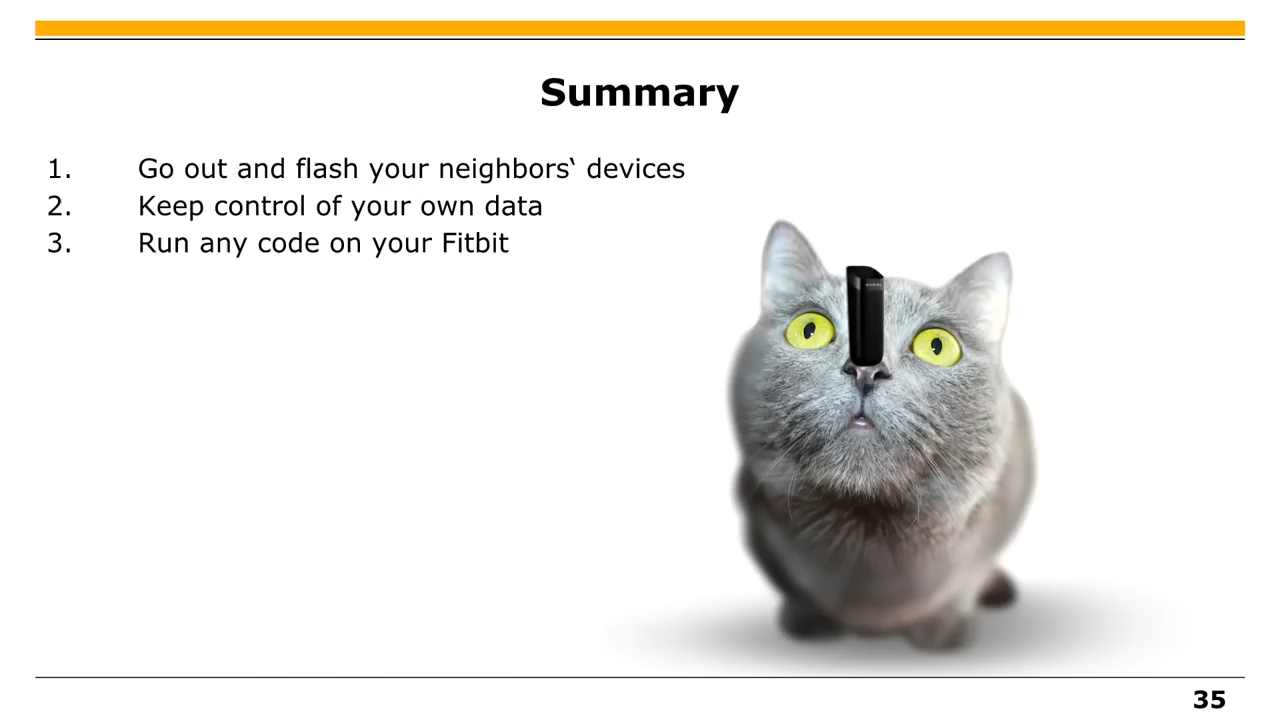 Summary
1. Go out and flash your neighbors‘ devices
2. Keep control of your own data
3. Run any code on your Fitbit
35